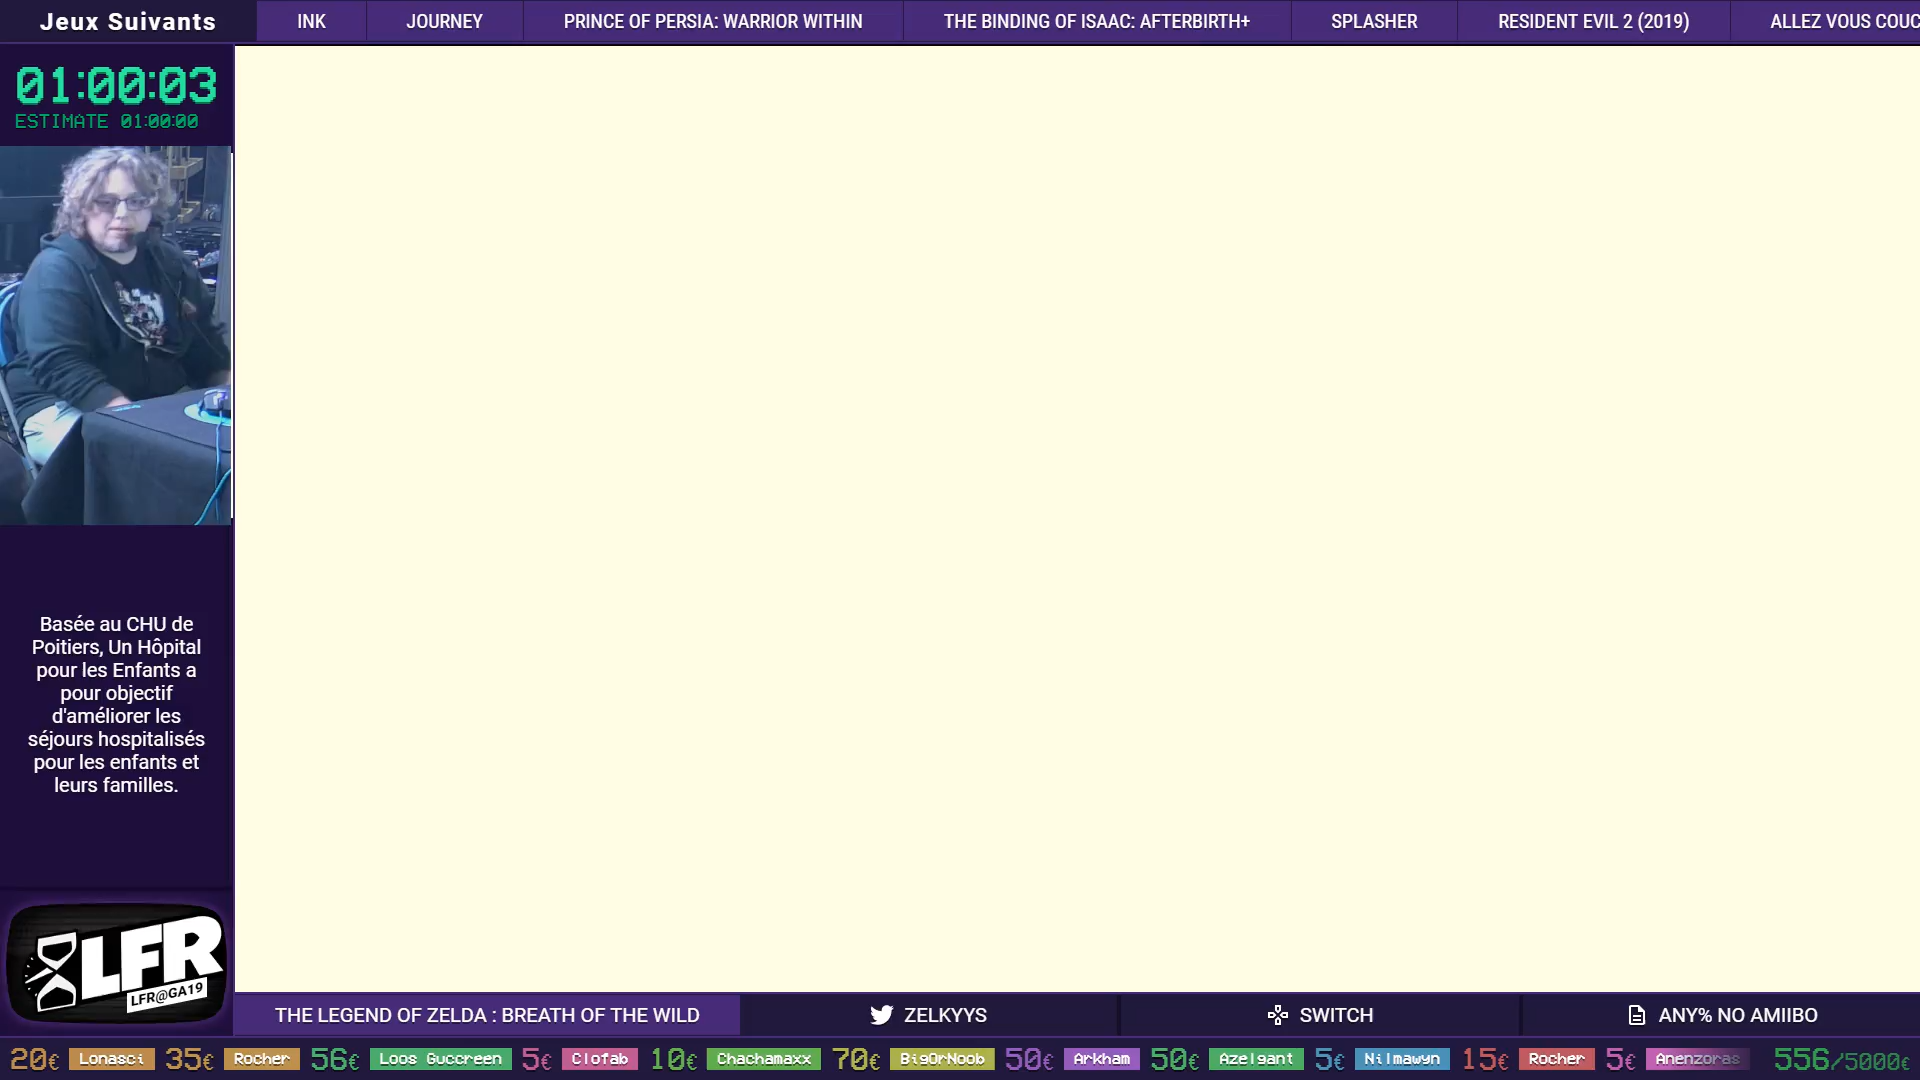 Jeux Suivants INK JOURNEY PRINCE OF PERSIA: WARRIOR WITHIN THE BINDING OF ISAAC: AFTERBIRTH+ SPLASHER RESIDENT EVIL 2 (2019) ALLEZ VOUS COUC
01:00:03
ESTIMATE 01:00:00
Basée au CHU de
Poitiers, Un Hôpital
pour les Enfants a
pour objectif
d'améliorer les
séjours hospitalisés
pour les enfants et
leurs familles.
LFR
LFR@GA19
THE LEGEND OF ZELDA : BREATH OF THE WILD ZELKYYS SWITCH ANY% NO AMIIBO
20€ Lonasci 35€ Rocher 56€ Loos Guccreen 5€ Clofab 10€ Chachamaxx 70€ BigOrNoob 50€ Arkham 50€ Azelgant 5€ Nilmawyn 15€ Rocher 5€ Anenzoras 556/5000€